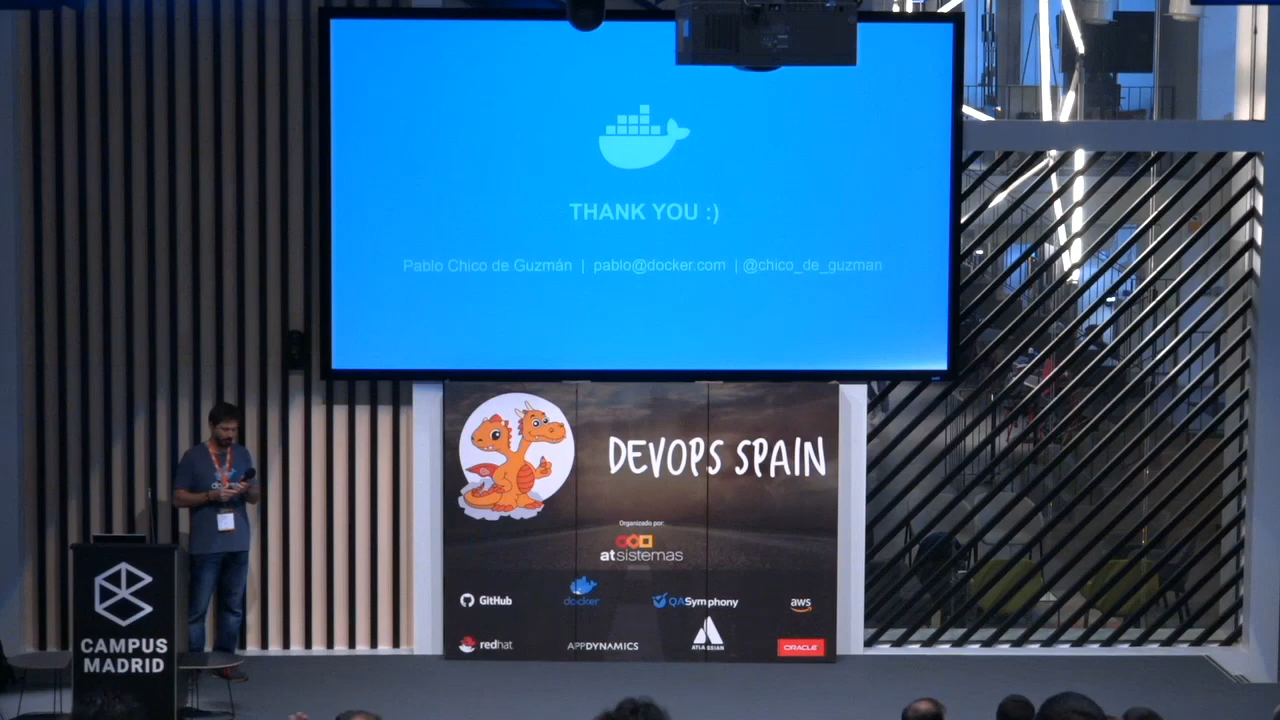 THANK YOU :)
Pablo Chico de Guzmán | pablo@docker.com | @chico_de_guzman
DEVOPS SPAIN
Organizado por:
atsistemas
GitHub
docker
QASymphony
aws
redhat
APPDYNAMICS
ATLASSIAN
ORACLE
CAMPUS
MADRID